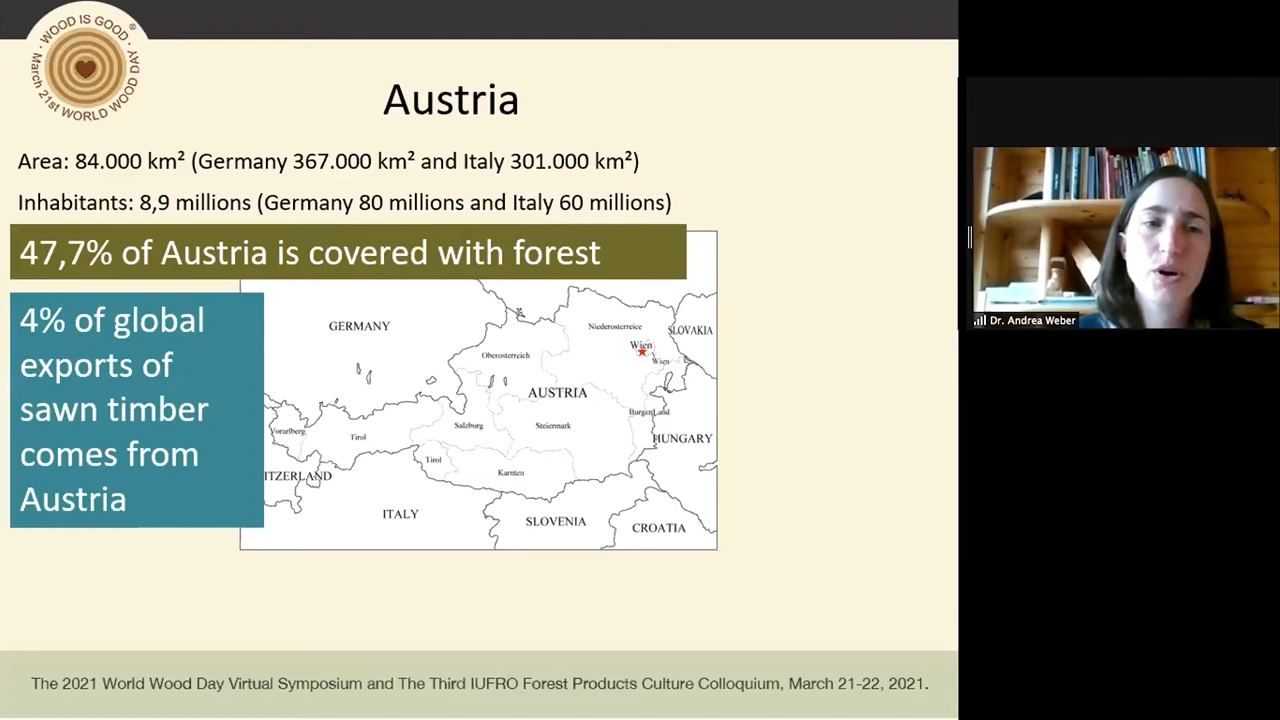 · WOOD IS GOOD · ®
March 21st WORLD WOOD DAY
Austria
Area: 84.000 km² (Germany 367.000 km² and Italy 301.000 km²)
Inhabitants: 8,9 millions (Germany 80 millions and Italy 60 millions)
47,7% of Austria is covered with forest
4% of global
exports of
sawn timber
comes from
Austria
GERMANY
Niederosterreice
SLOVAKIA
Wien
Wien
Oberosterreich
AUSTRIA
BurgenLand
Vorarlberg
Tirol
Salzburg
Steiermark
HUNGARY
Tirol
Karnten
ITZERLAND
ITALY
SLOVENIA
CROATIA
The 2021 World Wood Day Virtual Symposium and The Third IUFRO Forest Products Culture Colloquium, March 21-22, 2021.
Dr. Andrea Weber